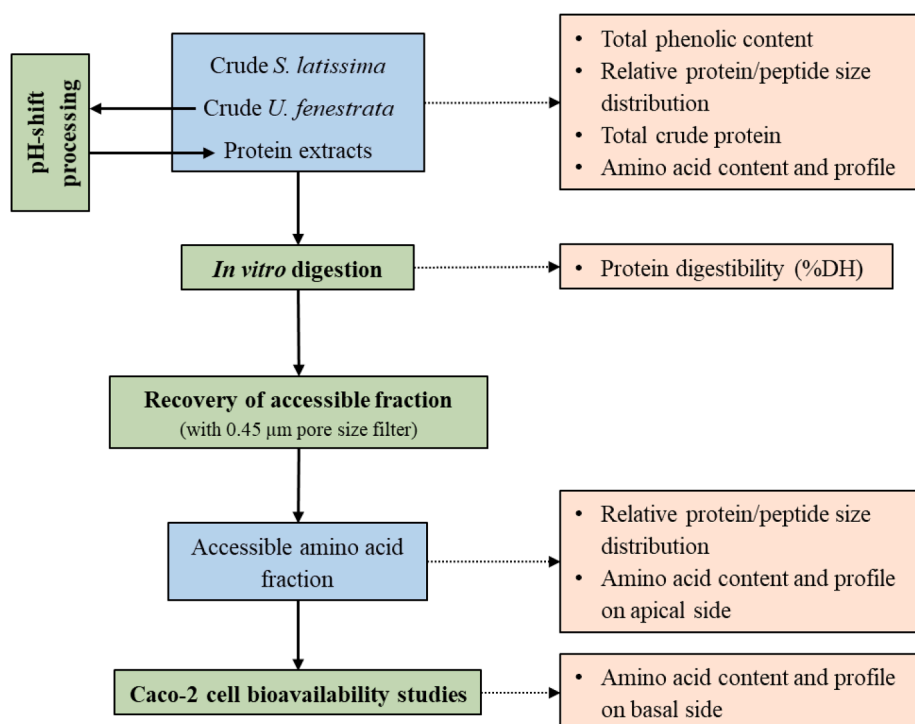 pH-shift
processing
Crude S. latissima
Crude U. fenestrata
Protein extracts
• Total phenolic content
• Relative protein/peptide size
distribution
• Total crude protein
• Amino acid content and profile
In vitro digestion
• Protein digestibility (%DH)
Recovery of accessible fraction
(with 0.45 µm pore size filter)
Accessible amino acid
fraction
• Relative protein/peptide size
distribution
• Amino acid content and profile
on apical side
Caco-2 cell bioavailability studies
• Amino acid content and profile
on basal side